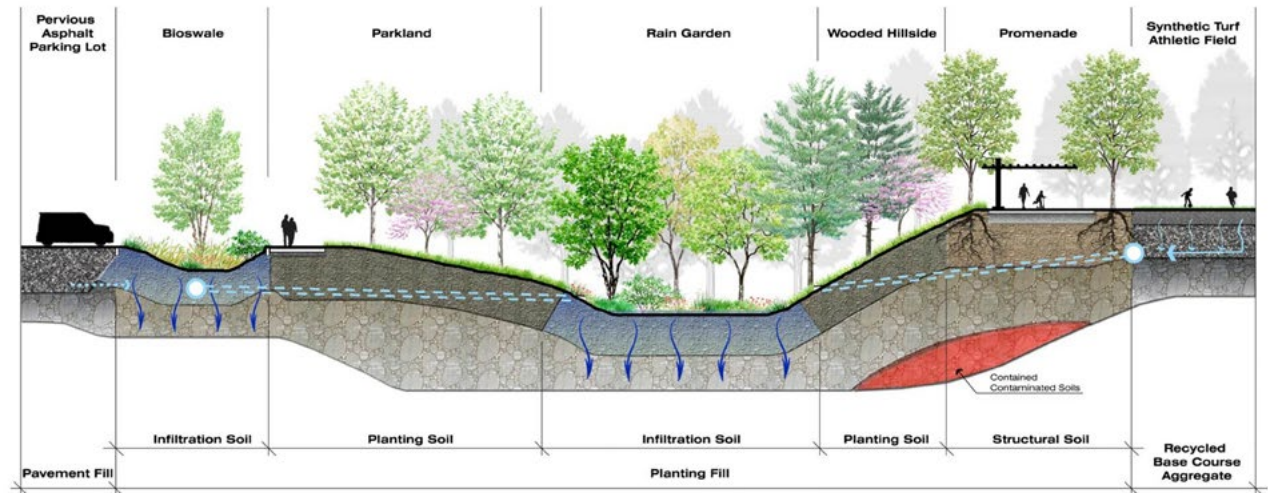 Pervious
Asphalt
Parking Lot
Bioswale
Parkland
Rain Garden
Wooded Hillside
Promenade
Synthetic Turf
Athletic Field
Contained
Contaminated Soils
Infiltration Soil
Planting Soil
Infiltration Soil
Planting Soil
Structural Soil
Pavement Fill
Planting Fill
Recycled
Base Course
Aggregate